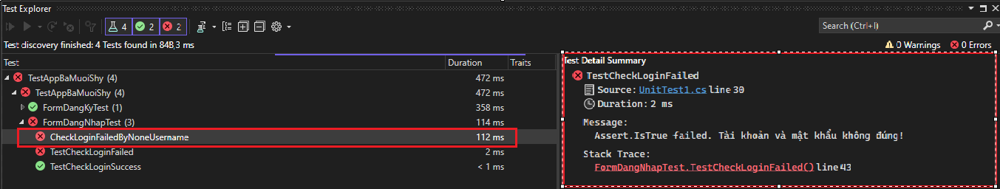 Test Explorer
4 2 2
Search (Ctrl+I)
Test discovery finished: 4 Tests found in 848,3 ms
0 Warnings 0 Errors
Test Duration Traits
TestAppBaMuoiShy (4) 472 ms
TestAppBaMuoiShy (4) 472 ms
FormDangKyTest (1) 358 ms
FormDangNhapTest (3) 114 ms
CheckLoginFailedByNoneUsername 112 ms
TestCheckLoginFailed 2 ms
TestCheckLoginSuccess < 1 ms
Test Detail Summary
TestCheckLoginFailed
Source: UnitTest1.cs line 30
Duration: 2 ms
Message:
Assert.IsTrue failed. Tài khoản và mật khẩu không đúng!
Stack Trace:
FormDangNhapTest.TestCheckLoginFailed() line 43